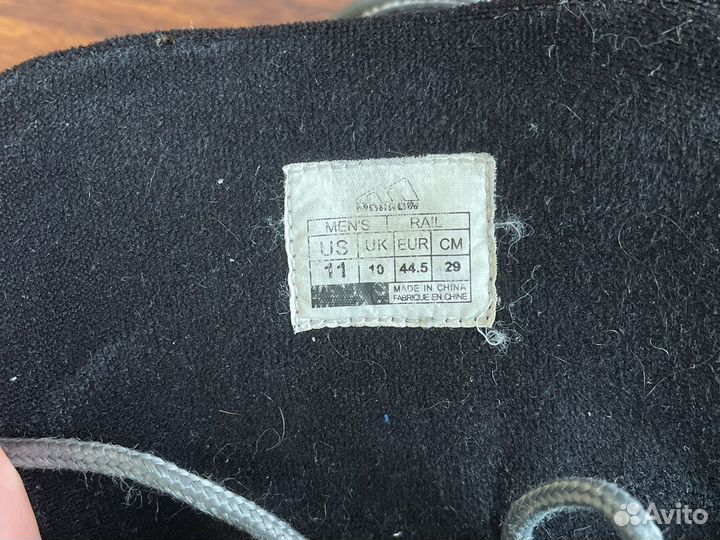 MEN'S RAIL
US UK EUR CM
11 10 44.5 29
MADE IN CHINA
FABRIQUE EN CHINE
Avito